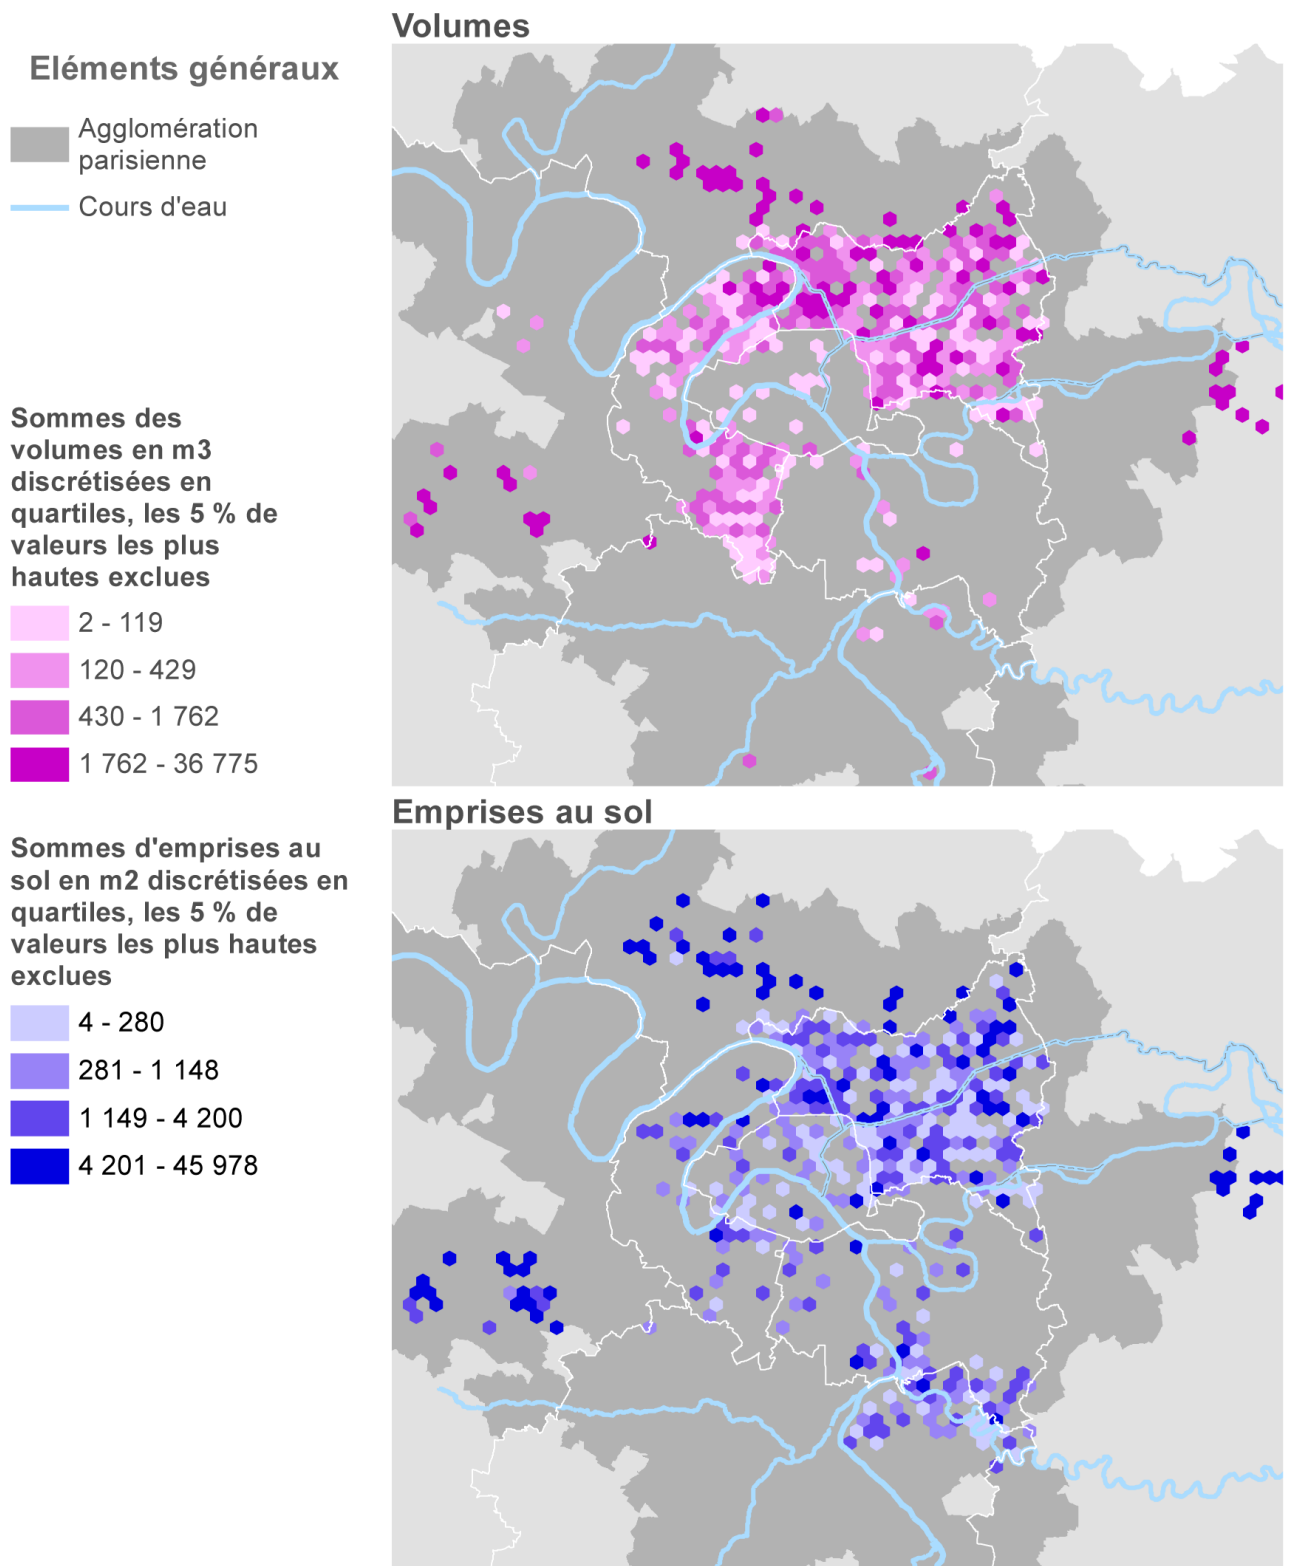 Volumes
Eléments généraux
Agglomération
parisienne
Cours d'eau
Sommes des
volumes en m3
discrétisées en
quartiles, les 5 % de
valeurs les plus
hautes exclues
2 - 119
120 - 429
430 - 1 762
1 762 - 36 775
Emprises au sol
Sommes d'emprises au
sol en m2 discrétisées en
quartiles, les 5 % de
valeurs les plus hautes
exclues
4 - 280
281 - 1 148
1 149 - 4 200
4 201 - 45 978